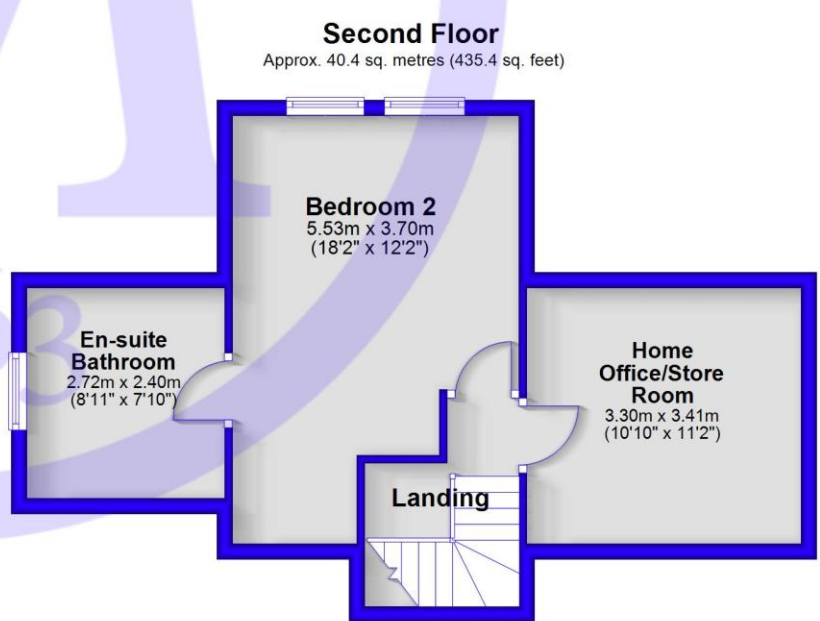 Second Floor
Approx. 40.4 sq. metres (435.4 sq. feet)
Bedroom 2
5.53m x 3.70m
(18'2" x 12'2")
En-suite
Bathroom
2.72m x 2.40m
(8'11" x 7'10")
Home
Office/Store
Room
3.30m x 3.41m
(10'10" x 11'2")
Landing